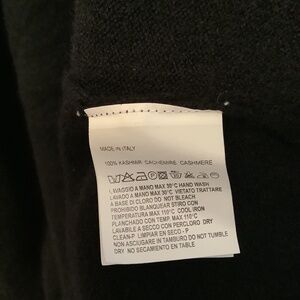 MADE IN ITALY
100% KASHMIR CACHEMIRE CASHMERE
LAVAGGIO A MANO MAX 30°C HAND WASH
LAVADO A MANO MAX 30°C VIETATO TRATTARE
A BASE DI CLORO DO NOT BLEACH
PROHIBIDO BLANQUEAR STIRO CON
TEMPERATURA MAX 110°C COOL IRON
PLANCHADO CON TEMP. MAX 110°C
LAVABILE A SECCO CON PERCLORO DRY
CLEAN-P LIMPIAR EN SECO - P
NON ASCIUGARE IN TAMBURO DO NOT TUMBLE
DRY NO SECAMIENTO EN TABLE